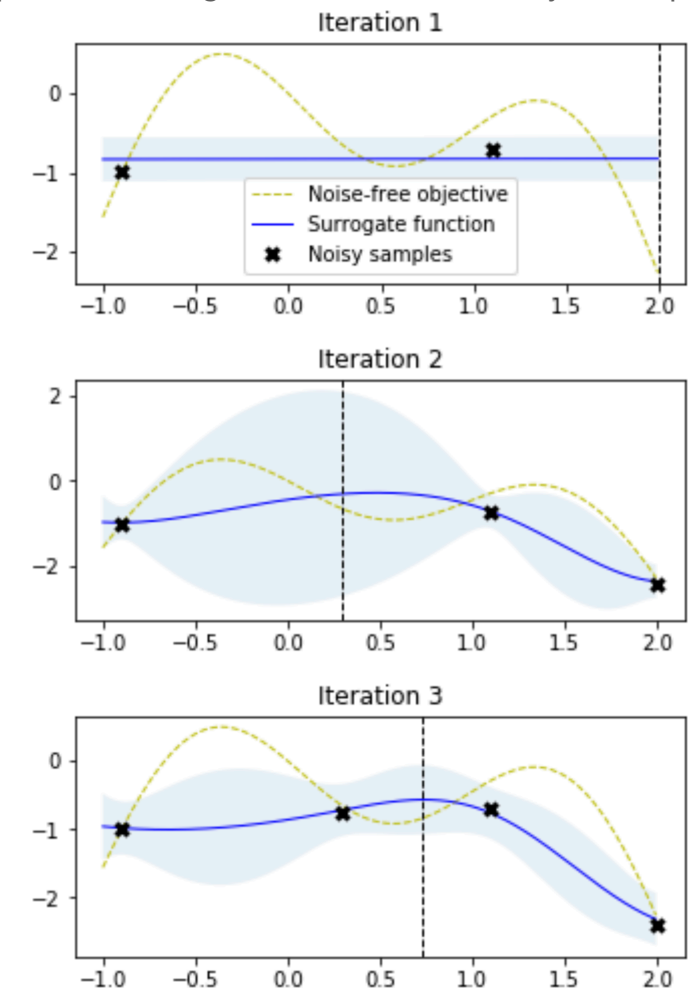 Iteration 1
0
−1
−2
Noise-free objective
Surrogate function
Noisy samples
−1.0 −0.5 0.0 0.5 1.0 1.5 2.0
Iteration 2
2
0
−2
−1.0 −0.5 0.0 0.5 1.0 1.5 2.0
Iteration 3
0
−1
−2
−1.0 −0.5 0.0 0.5 1.0 1.5 2.0